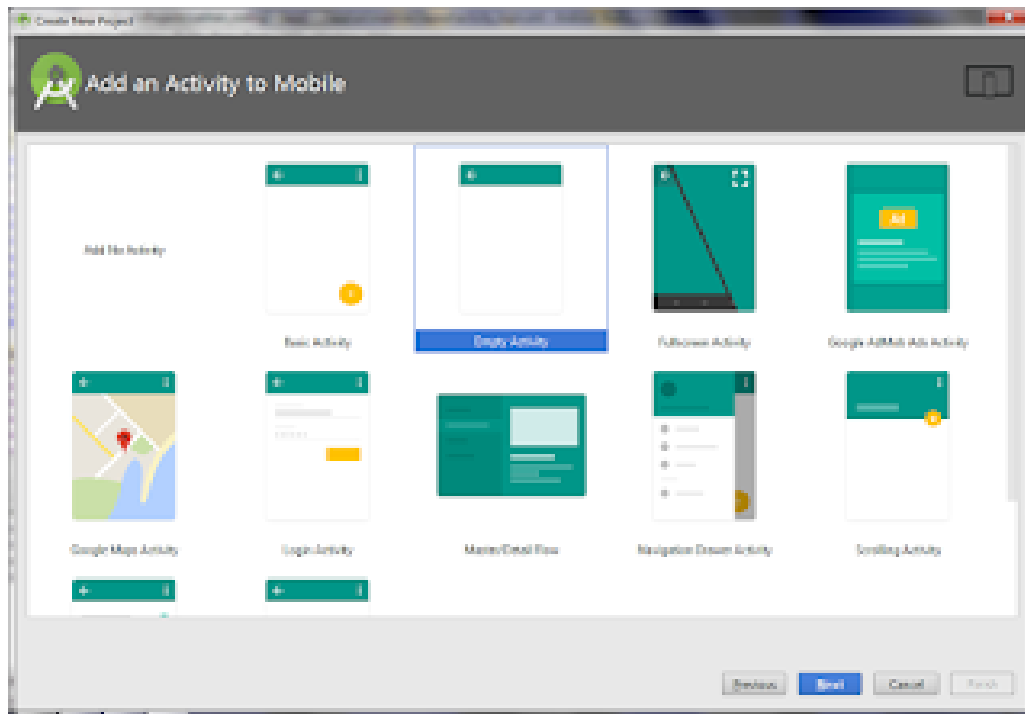 Create New Project
Add an Activity to Mobile
Add No Activity
Ad
Basic Activity
Empty Activity
Fullscreen Activity
Google AdMob Ads Activity
Google Maps Activity
Login Activity
Master/Detail Flow
Navigation Drawer Activity
Scrolling Activity
Previous
Next
Cancel
Finish